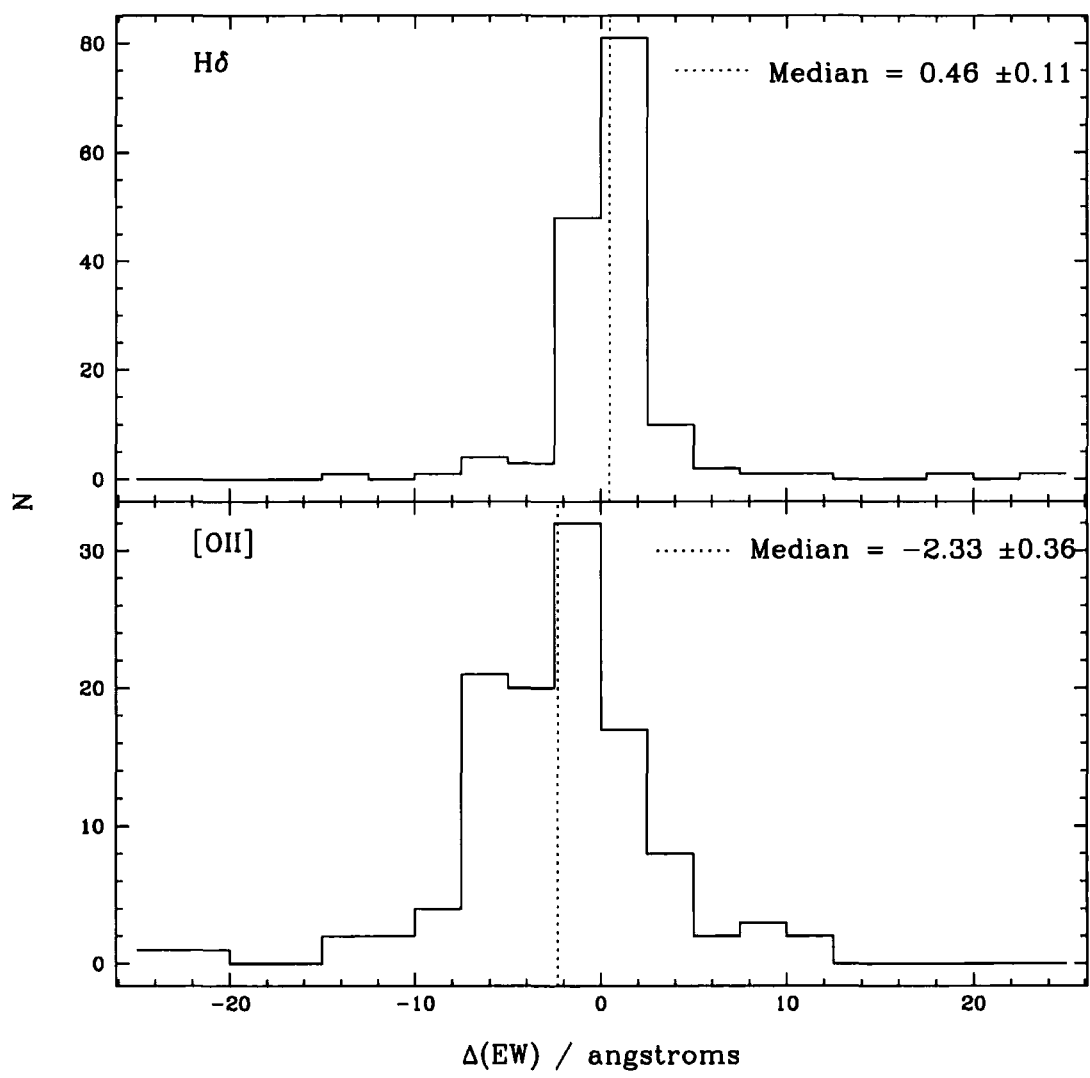 Hδ
Median = 0.46 ±0.11
80
60
40
20
0
N
[OII]
Median = −2.33 ±0.36
30
20
10
0
−20 −10 0 10 20
Δ(EW) / angstroms